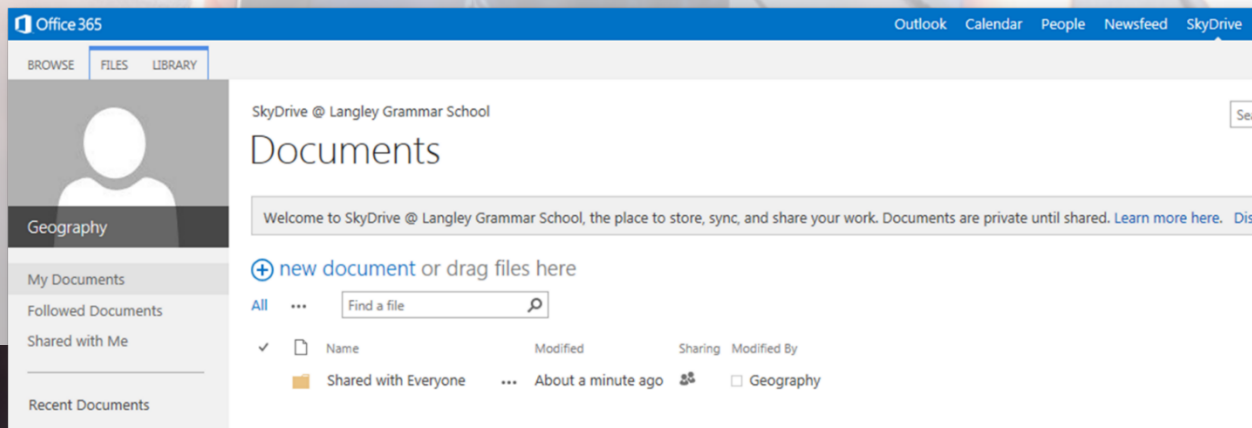 Office 365
Outlook Calendar People Newsfeed SkyDrive
BROWSE FILES LIBRARY
SkyDrive @ Langley Grammar School
Documents
Welcome to SkyDrive @ Langley Grammar School, the place to store, sync, and share your work. Documents are private until shared. Learn more here.
Geography
My Documents
Followed Documents
Shared with Me
Recent Documents
new document or drag files here
All ... Find a file
Name Modified Sharing Modified By
Shared with Everyone ... About a minute ago Geography